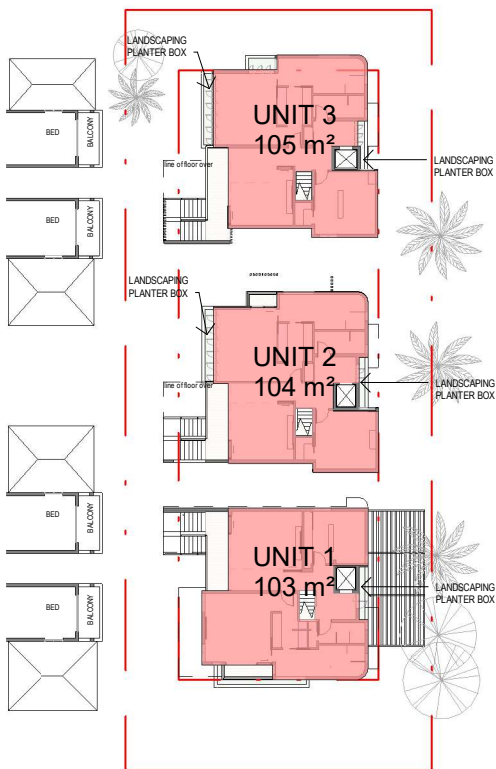 LANDSCAPING
PLANTER BOX
UNIT 3
105 m²
BED
BALCONY
line of floor over
LANDSCAPING
PLANTER BOX
BED
BALCONY
LANDSCAPING
PLANTER BOX
UNIT 2
104 m²
line of floor over
LANDSCAPING
PLANTER BOX
BED
BALCONY
UNIT 1
103 m²
LANDSCAPING
PLANTER BOX
BED
BALCONY